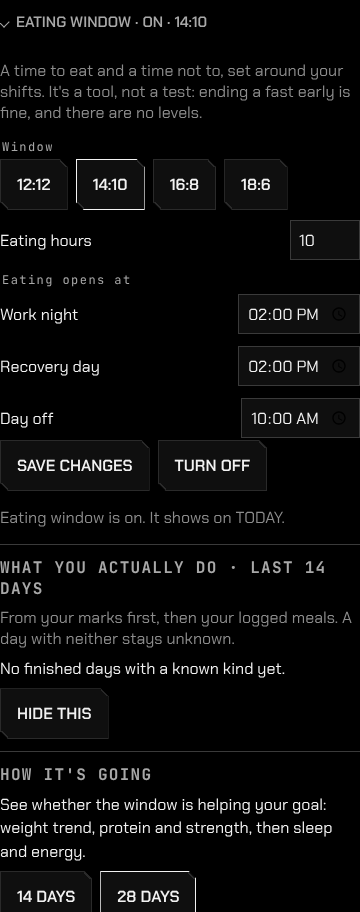 EATING WINDOW · ON · 14:10
A time to eat and a time not to, set around your
shifts. It's a tool, not a test: ending a fast early is
fine, and there are no levels.
Window
12:12 14:10 16:8 18:6
Eating hours 10
Eating opens at
Work night 02:00 PM
Recovery day 02:00 PM
Day off 10:00 AM
SAVE CHANGES TURN OFF
Eating window is on. It shows on TODAY.
WHAT YOU ACTUALLY DO · LAST 14
DAYS
From your marks first, then your logged meals. A
day with neither stays unknown.
No finished days with a known kind yet.
HIDE THIS
HOW IT'S GOING
See whether the window is helping your goal:
weight trend, protein and strength, then sleep
and energy.
14 DAYS 28 DAYS